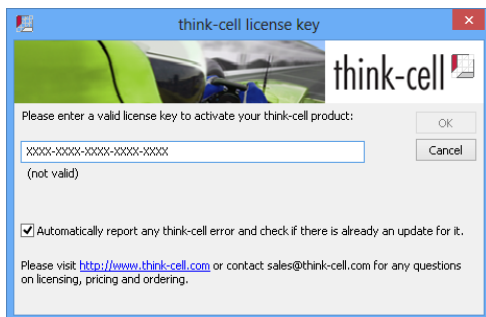 think-cell license key
think-cell
Please enter a valid license key to activate your think-cell product:
OK
XXXX-XXXX-XXXX-XXXX-XXXX
Cancel
(not valid)
Automatically report any think-cell error and check if there is already an update for it.
Please visit http://www.think-cell.com or contact sales@think-cell.com for any questions
on licensing, pricing and ordering.